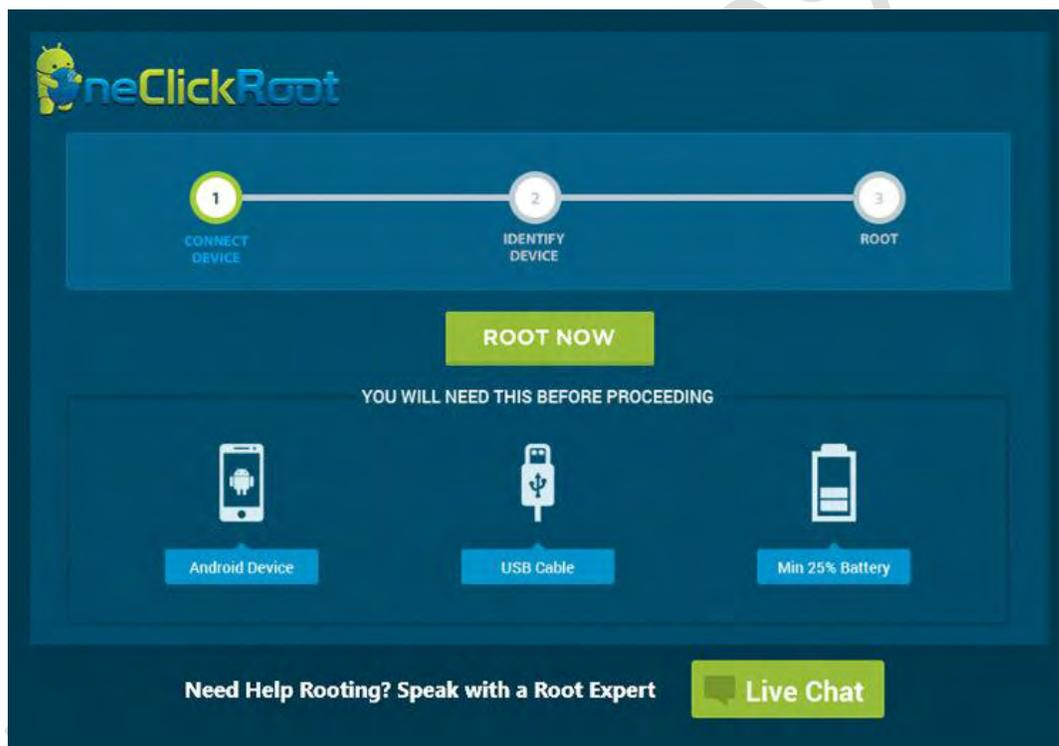 OneClickRoot
1
2
3
CONNECT
DEVICE
IDENTIFY
DEVICE
ROOT
ROOT NOW
YOU WILL NEED THIS BEFORE PROCEEDING
Android Device
USB Cable
Min 25% Battery
Need Help Rooting? Speak with a Root Expert
Live Chat